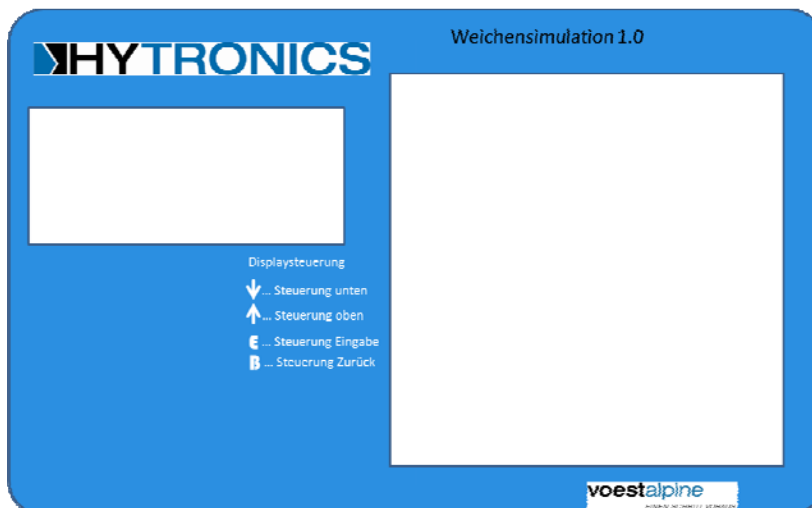 HYTRONICS
Weichensimulation 1.0
Displaysteuerung
... Steuerung unten
... Steuerung oben
E ... Steuerung Eingabe
B ... Steuerung Zurück
voestalpine